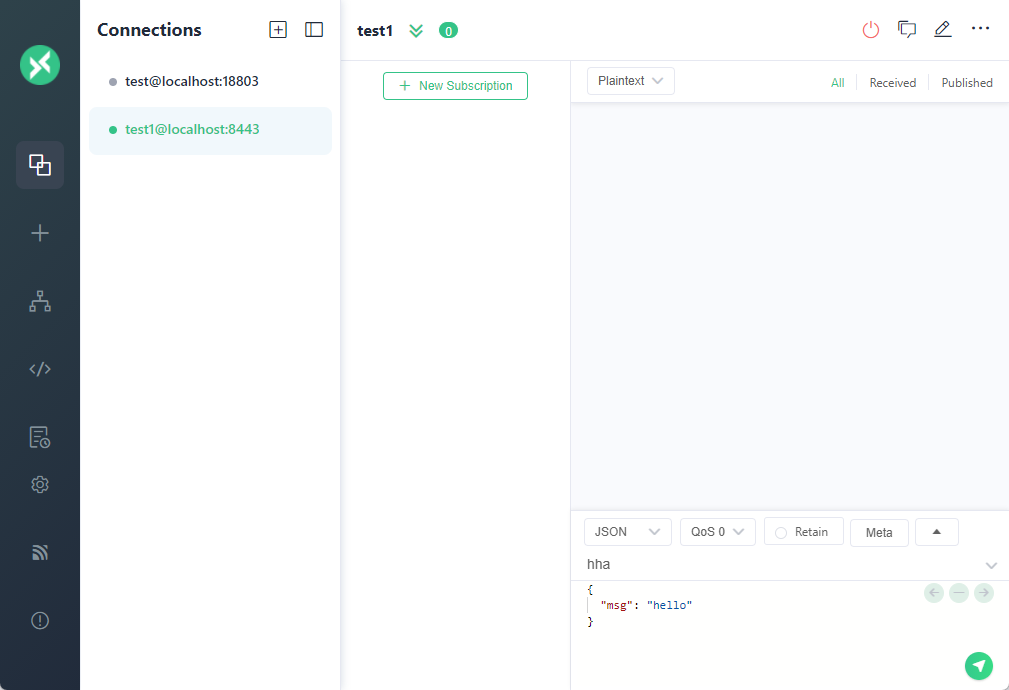 Connections
test@localhost:18803
test1@localhost:8443
test1 0
New Subscription
Plaintext
All Received Published
JSON QoS 0 Retain Meta
hha
{
"msg": "hello"
}